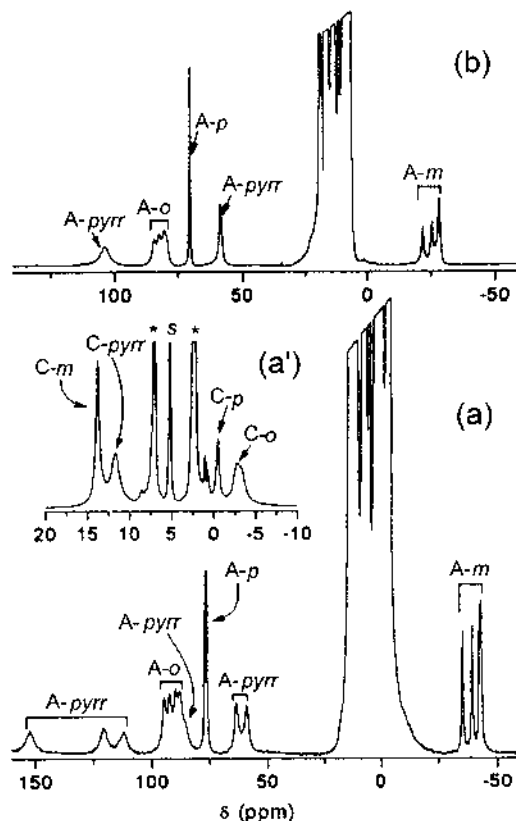 (b)
A-p
A-pyrr
A-o
A-pyrr
A-m
100
50
0
-50
(a')
* s *
C-m
C-pyrr
C-p
C-o
20 15 10 5 0 -5 -10
(a)
A-p
A-pyrr
A-o
A-pyrr
A-pyrr
A-m
150 100 50 0 -50
δ (ppm)